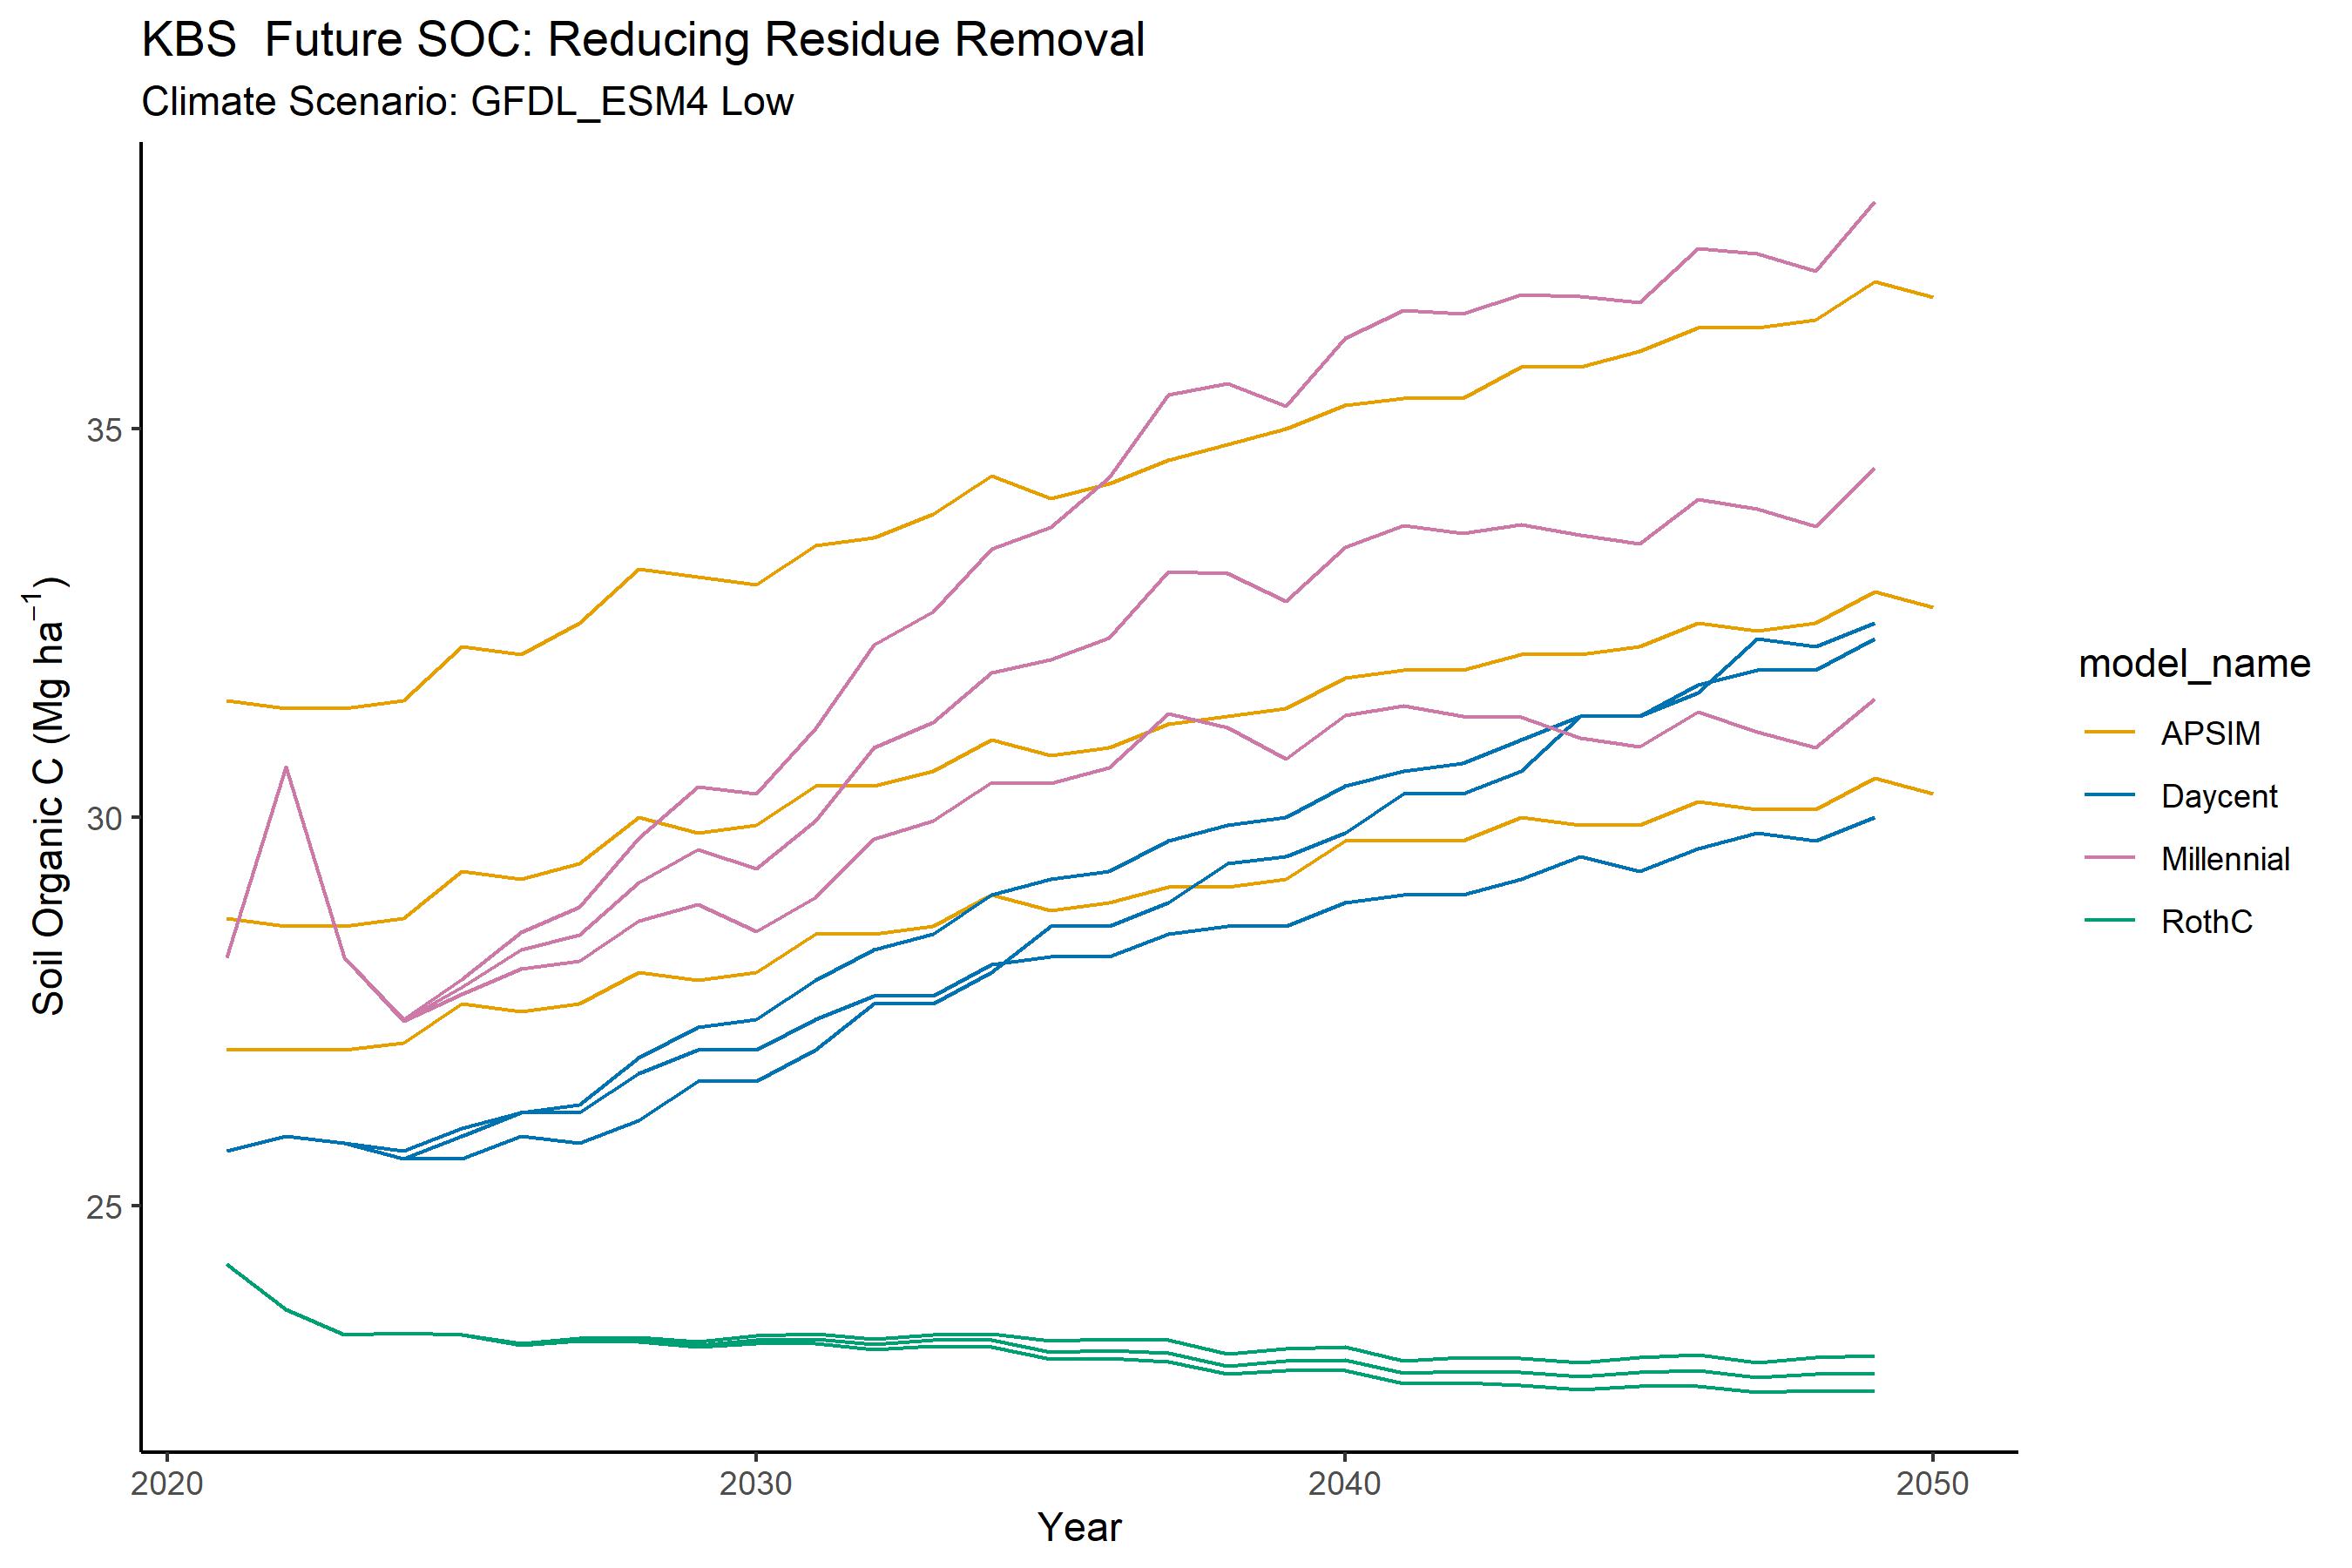 KBS  Future SOC: Reducing Residue Removal
Climate Scenario: GFDL_ESM4 Low
Soil Organic C (Mg ha⁻¹)
35
30
25
2020
2030
2040
2050
Year
model_name
APSIM
Daycent
Millennial
RothC